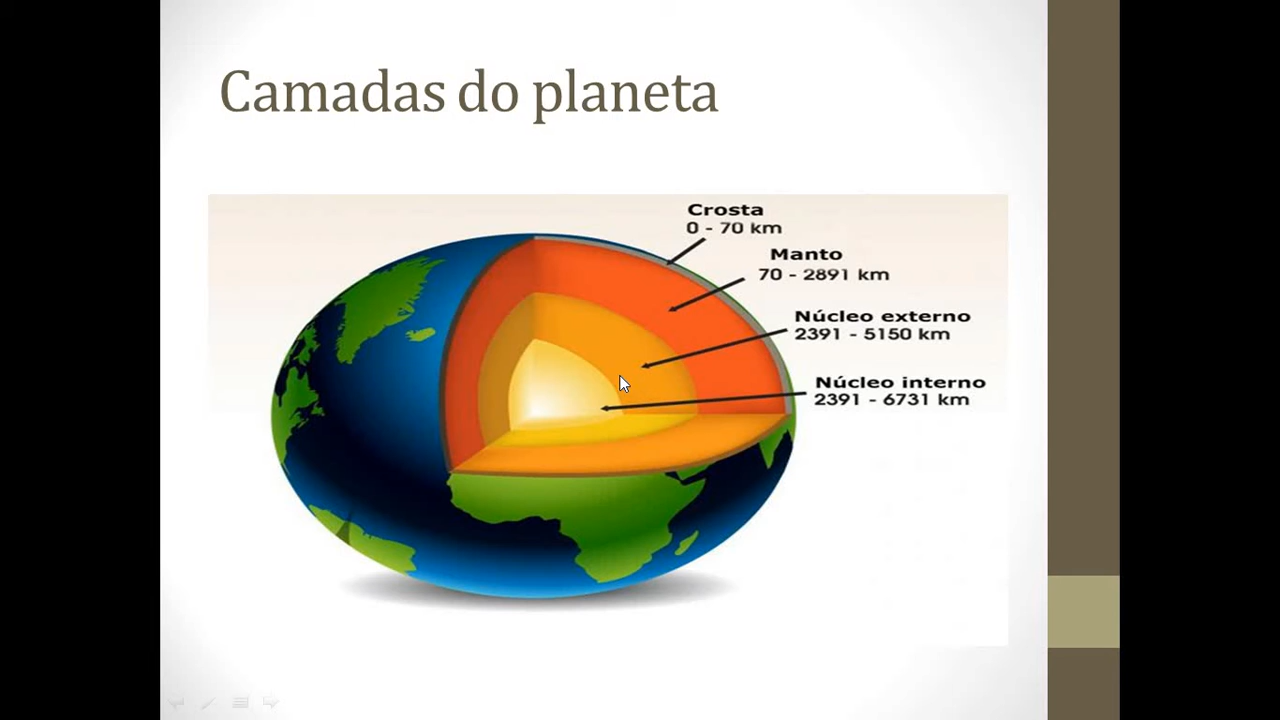 Camadas do planeta
Crosta
0 - 70 km
Manto
70 - 2891 km
Núcleo externo
2391 - 5150 km
Núcleo interno
2391 - 6731 km